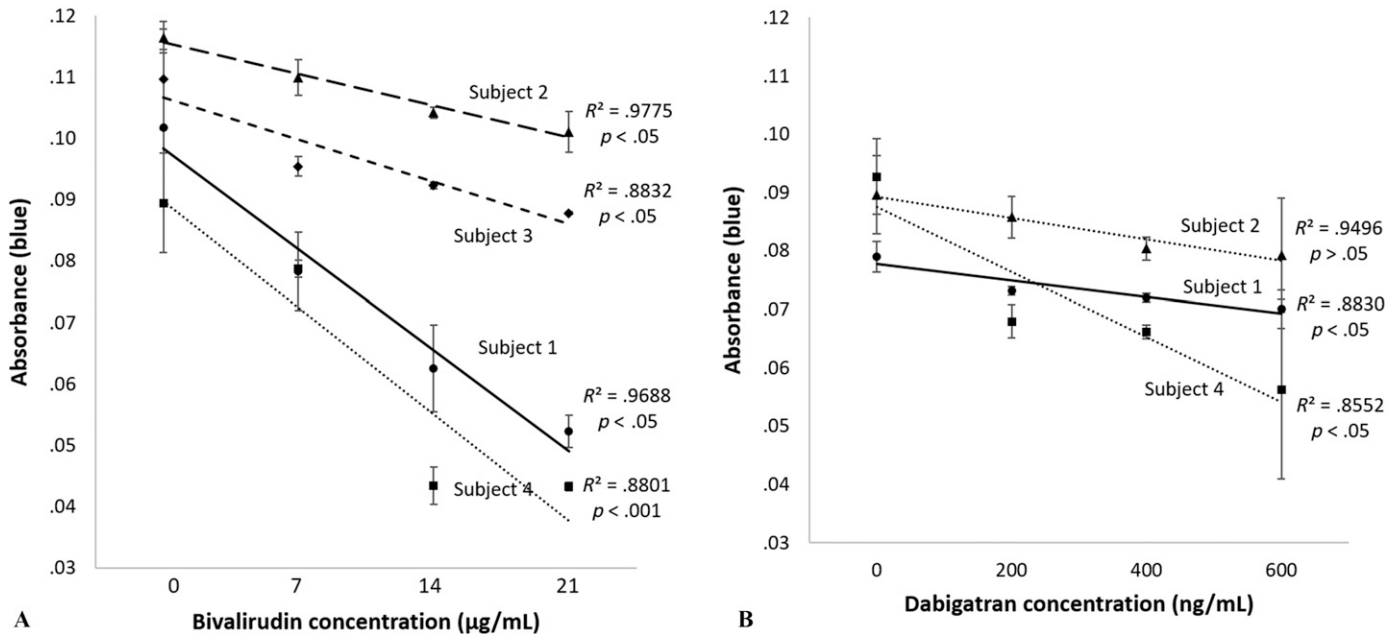 .12
.11
.10
.09
.08
.07
.06
.05
.04
.03
Absorbance (blue)
Subject 2
R² = .9775
p < .05
Subject 3
R² = .8832
p < .05
Subject 1
R² = .9688
p < .05
Subject 4
R² = .8801
p < .001
0 7 14 21
Bivalirudin concentration (µg/mL)
A
.12
.11
.10
.09
.08
.07
.06
.05
.04
.03
Absorbance (blue)
Subject 2
R² = .9496
p > .05
Subject 1
R² = .8830
p < .05
Subject 4
R² = .8552
p < .05
0 200 400 600
Dabigatran concentration (ng/mL)
B